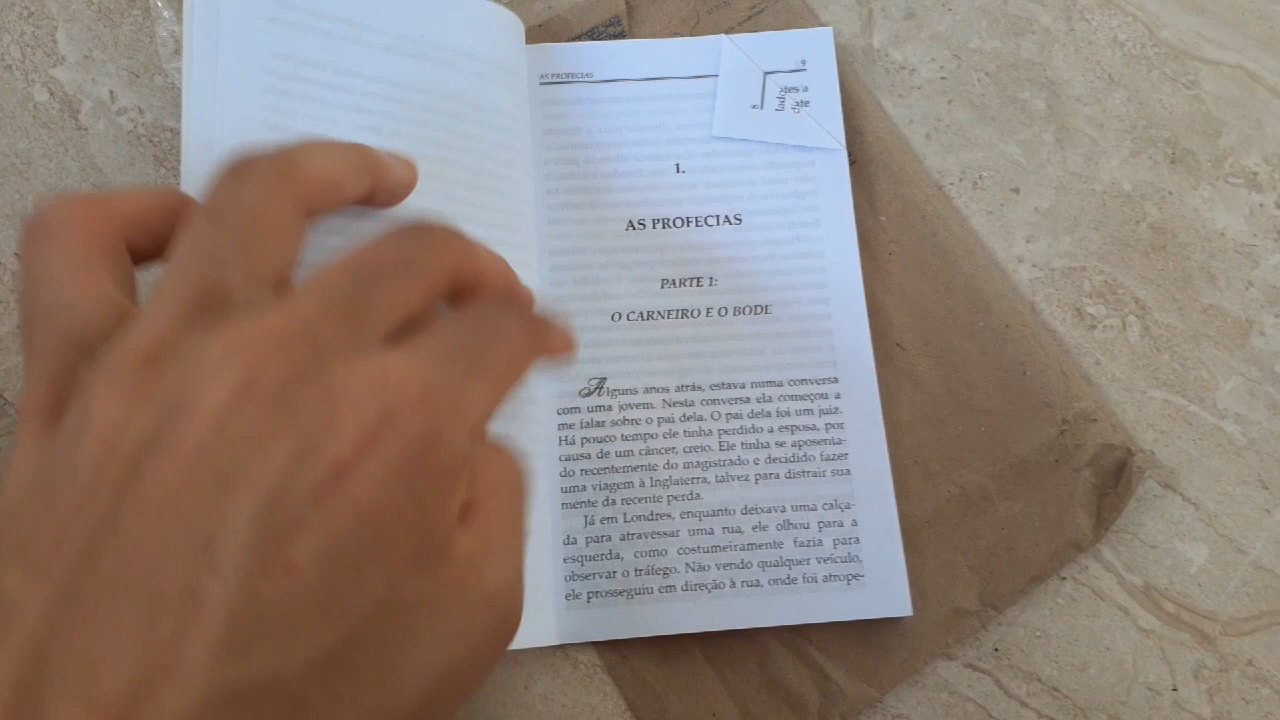 AS PROFECIAS
9
8
1.
AS PROFECIAS
PARTE 1:
O CARNEIRO E O BODE
Alguns anos atrás, estava numa conversa
com uma jovem. Nesta conversa ela começou a
me falar sobre o pai dela. O pai dela foi um juiz.
Há pouco tempo ele tinha perdido a esposa, por
causa de um câncer, creio. Ele tinha se aposenta-
do recentemente do magistrado e decidido fazer
uma viagem à Inglaterra, talvez para distrair sua
mente da recente perda.
Já em Londres, enquanto deixava uma calça-
da para atravessar uma rua, ele olhou para a
esquerda, como costumeiramente fazia para
observar o tráfego. Não vendo qualquer veículo,
ele prosseguiu em direção à rua, onde foi atrope-